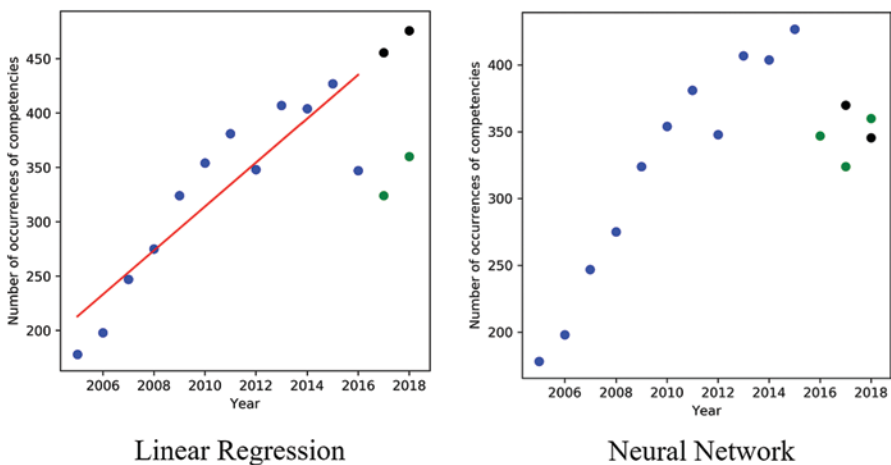 Number of occurrences of competencies
450
400
350
300
250
200
2006 2008 2010 2012 2014 2016 2018
Year
Linear Regression
Number of occurrences of competencies
400
350
300
250
200
2006 2008 2010 2012 2014 2016 2018
Year
Neural Network